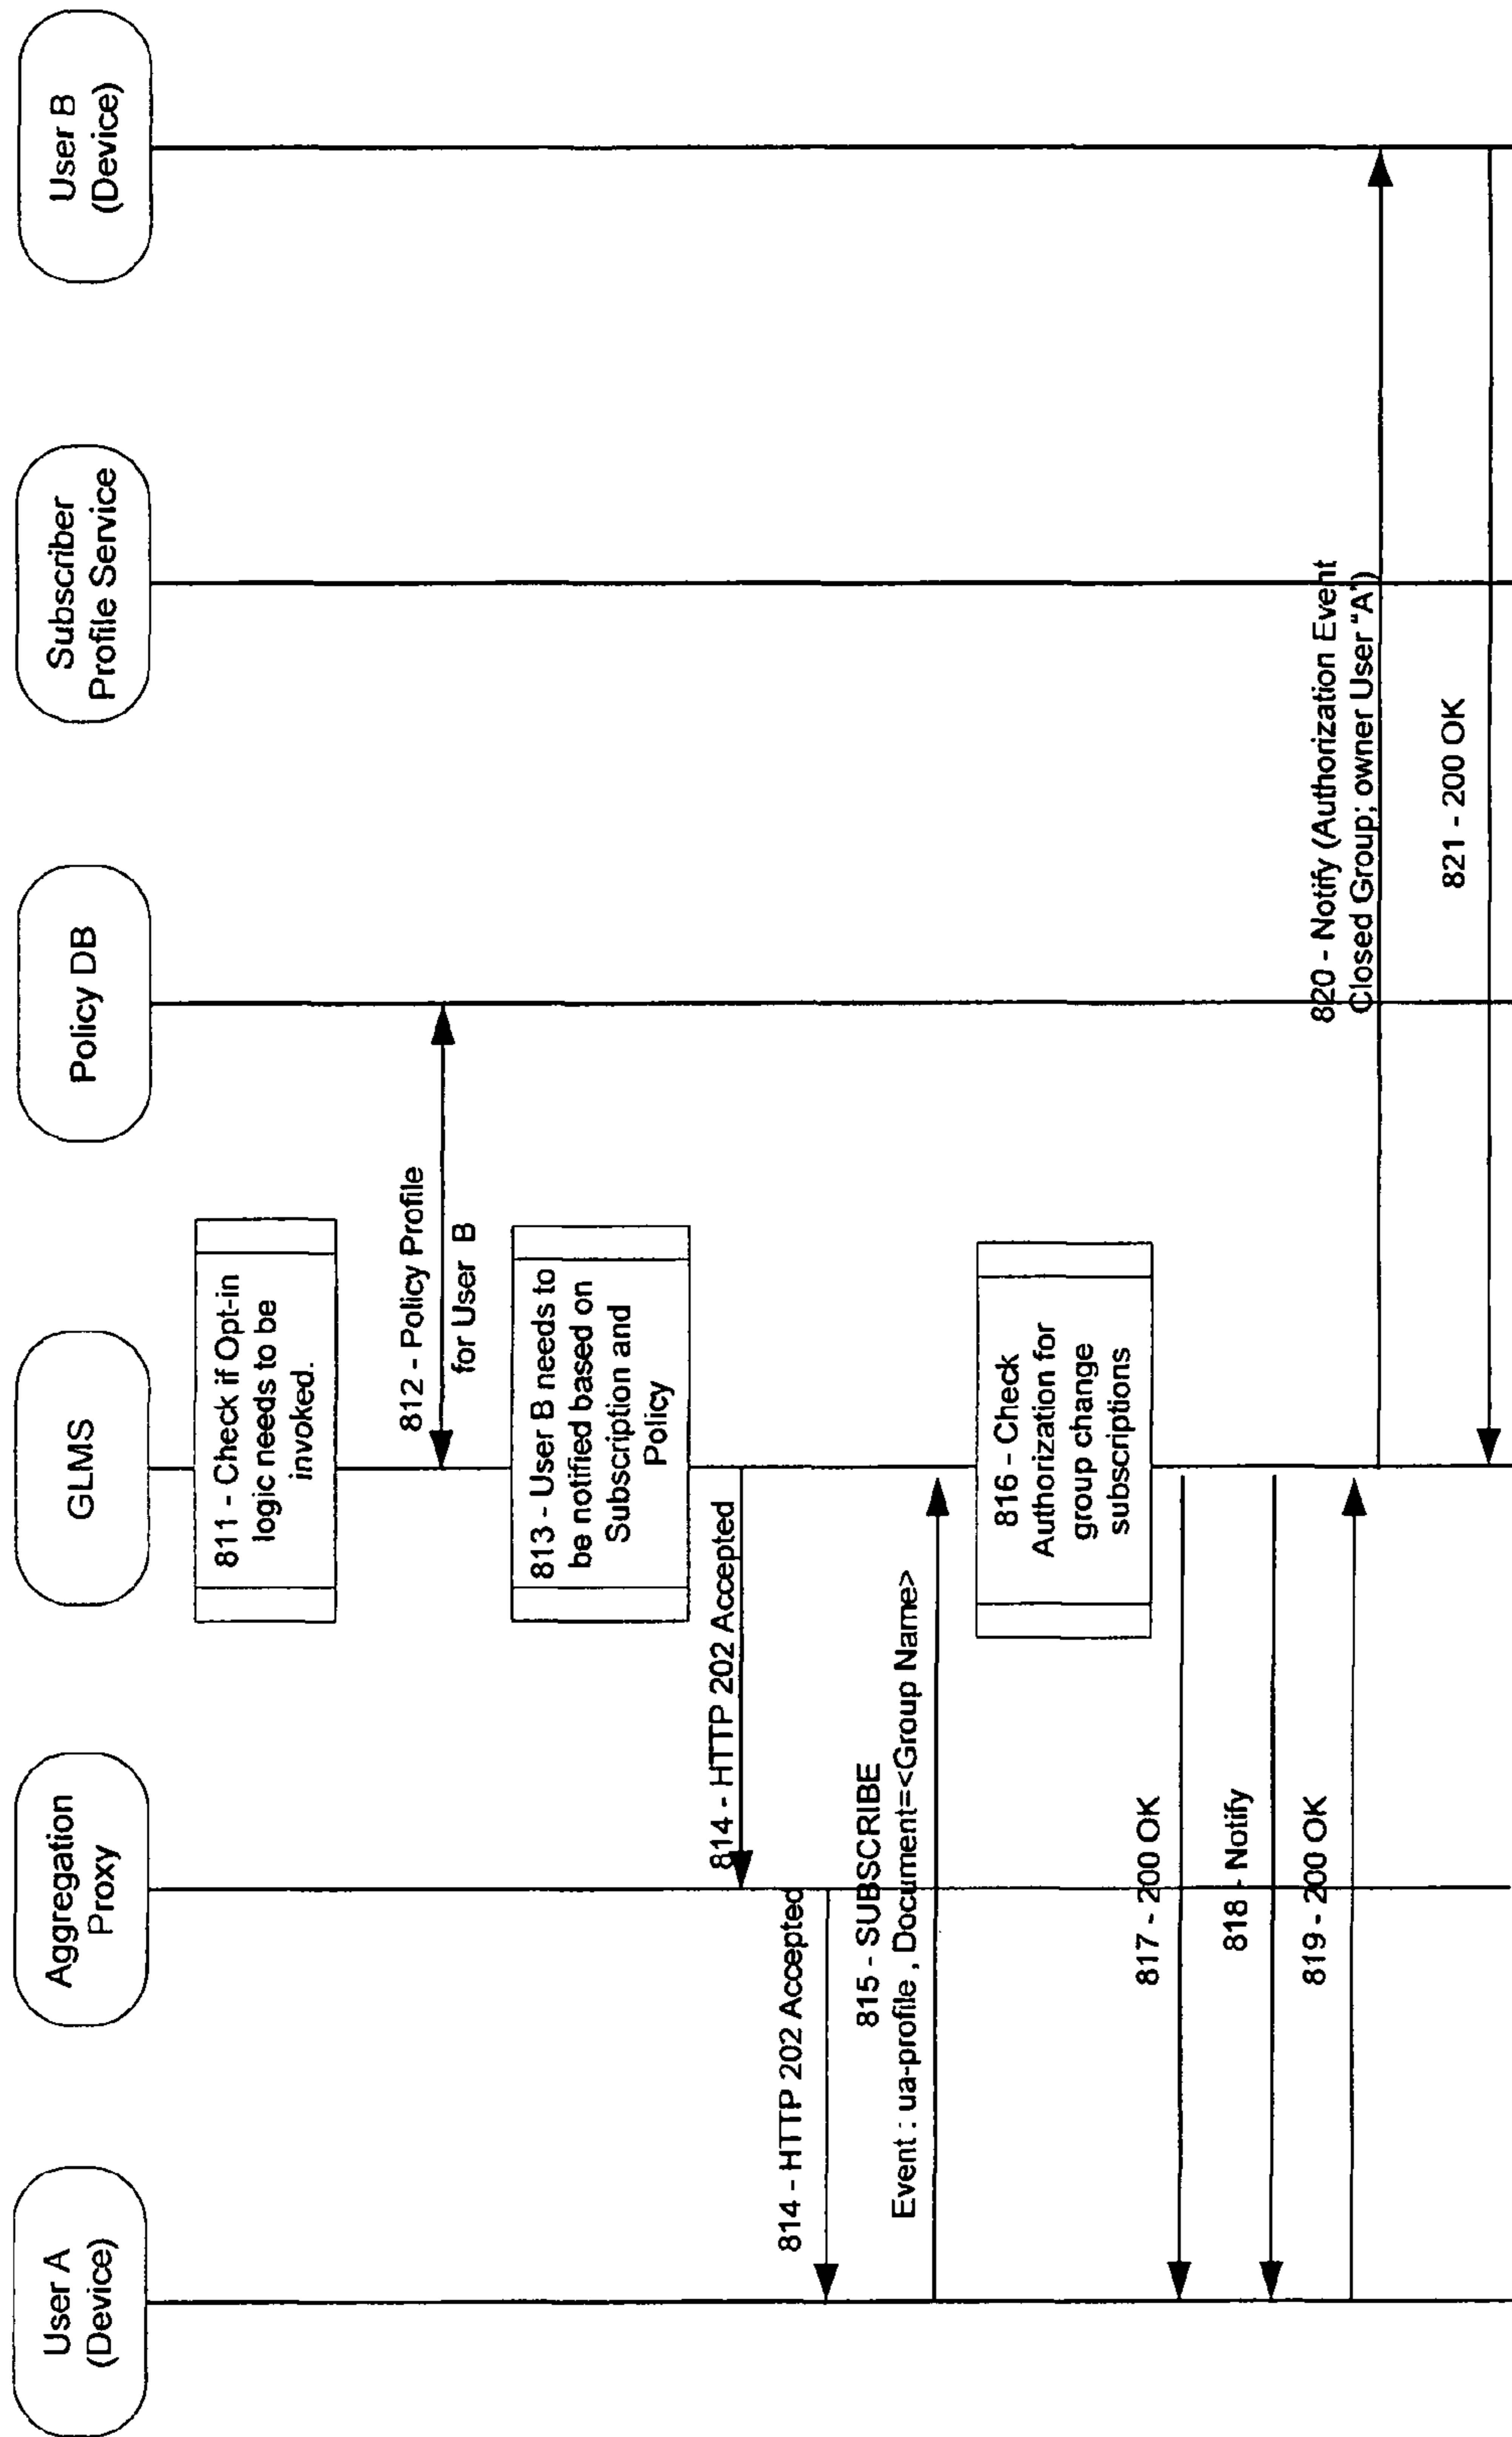 User A
(Device)
Aggregation
Proxy
GLMS
Policy DB
Subscriber
Profile Service
User B
(Device)
811 - Check if Opt-in
logic needs to be
invoked.
812 - Policy Profile
for User B
813 - User B needs to
be notified based on
Subscription and
Policy
814 - HTTP 202 Accepted
814 - HTTP 202 Accepted
815 - SUBSCRIBE
Event : ua-profile , Document=<Group Name>
816 - Check
Authorization for
group change
subscriptions
817 - 200 OK
818 - Notify
819 - 200 OK
820 - Notify (Authorization Event
Closed Group; owner User "A")
821 - 200 OK